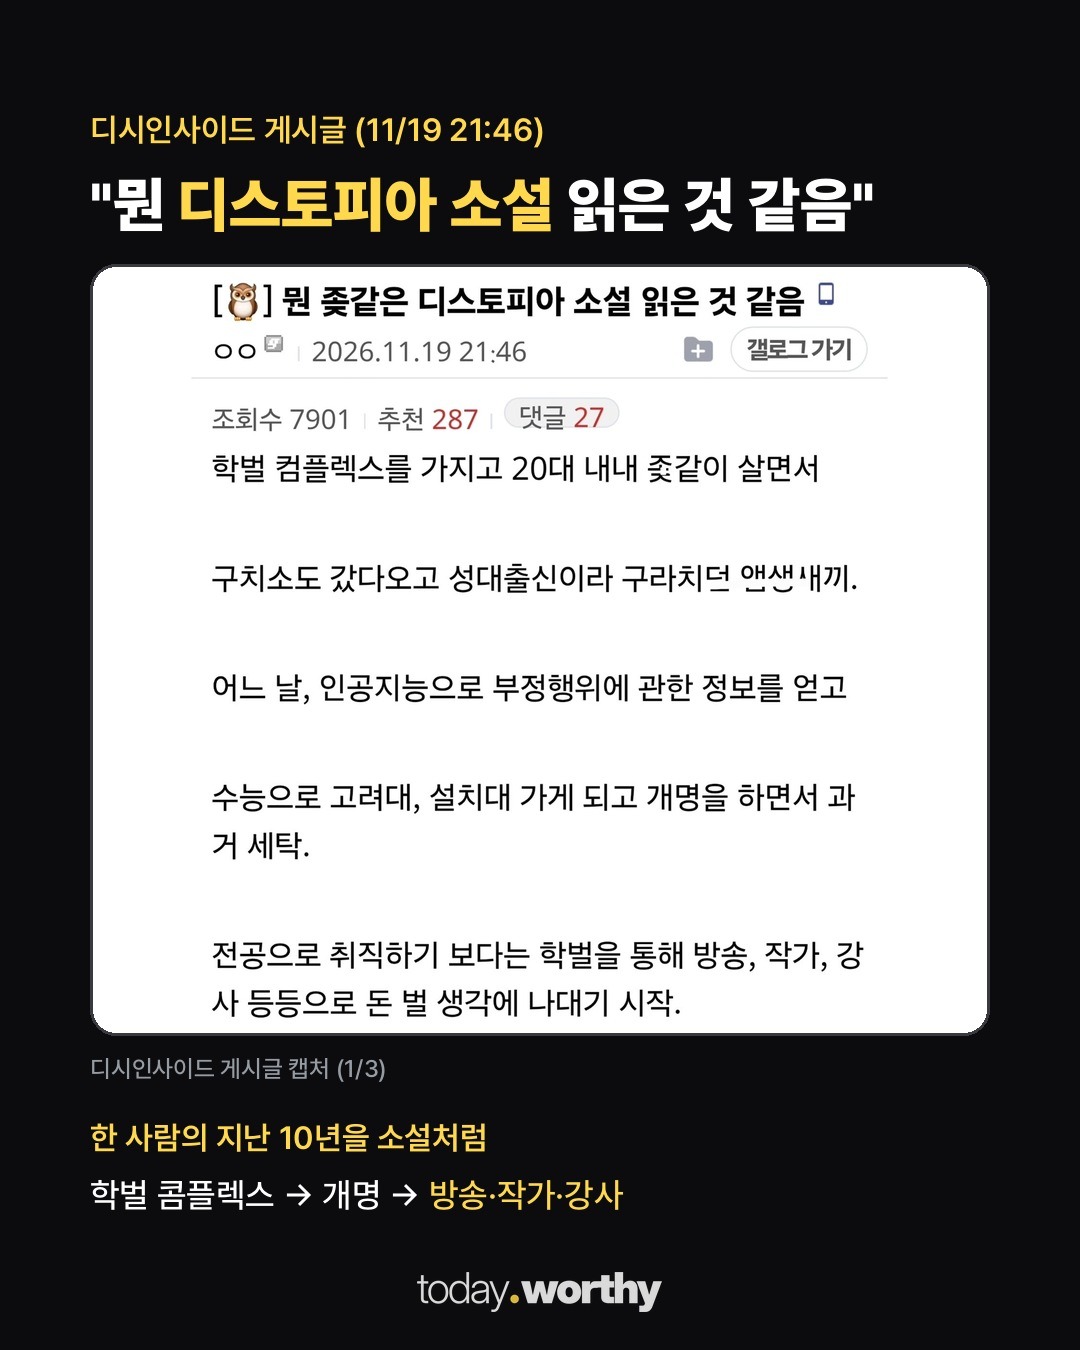 디시인사이드 게시글 (11/19 21:46)
"뭔 디스토피아 소설 읽은 것 같음"
[🦉] 뭔 좆같은 디스토피아 소설 읽은 것 같음
ㅇㅇ 2026.11.19 21:46 갤로그 가기
조회수 7901 추천 287 댓글 27
학벌 컴플렉스를 가지고 20대 내내 좆같이 살면서
구치소도 갔다오고 성대출신이라 구라치던
어느 날, 인공지능으로 부정행위에 관한 정보를 얻고
수능으로 고려대, 설치대 가게 되고 개명을 하면서 과
거 세탁.
전공으로 취직하기 보다는 학벌을 통해 방송, 작가, 강
사 등등으로 돈 벌 생각에 나대기 시작.
디시인사이드 게시글 캡처 (1/3)
한 사람의 지난 10년을 소설처럼
학벌 콤플렉스 → 개명 → 방송·작가·강사
today.worthy